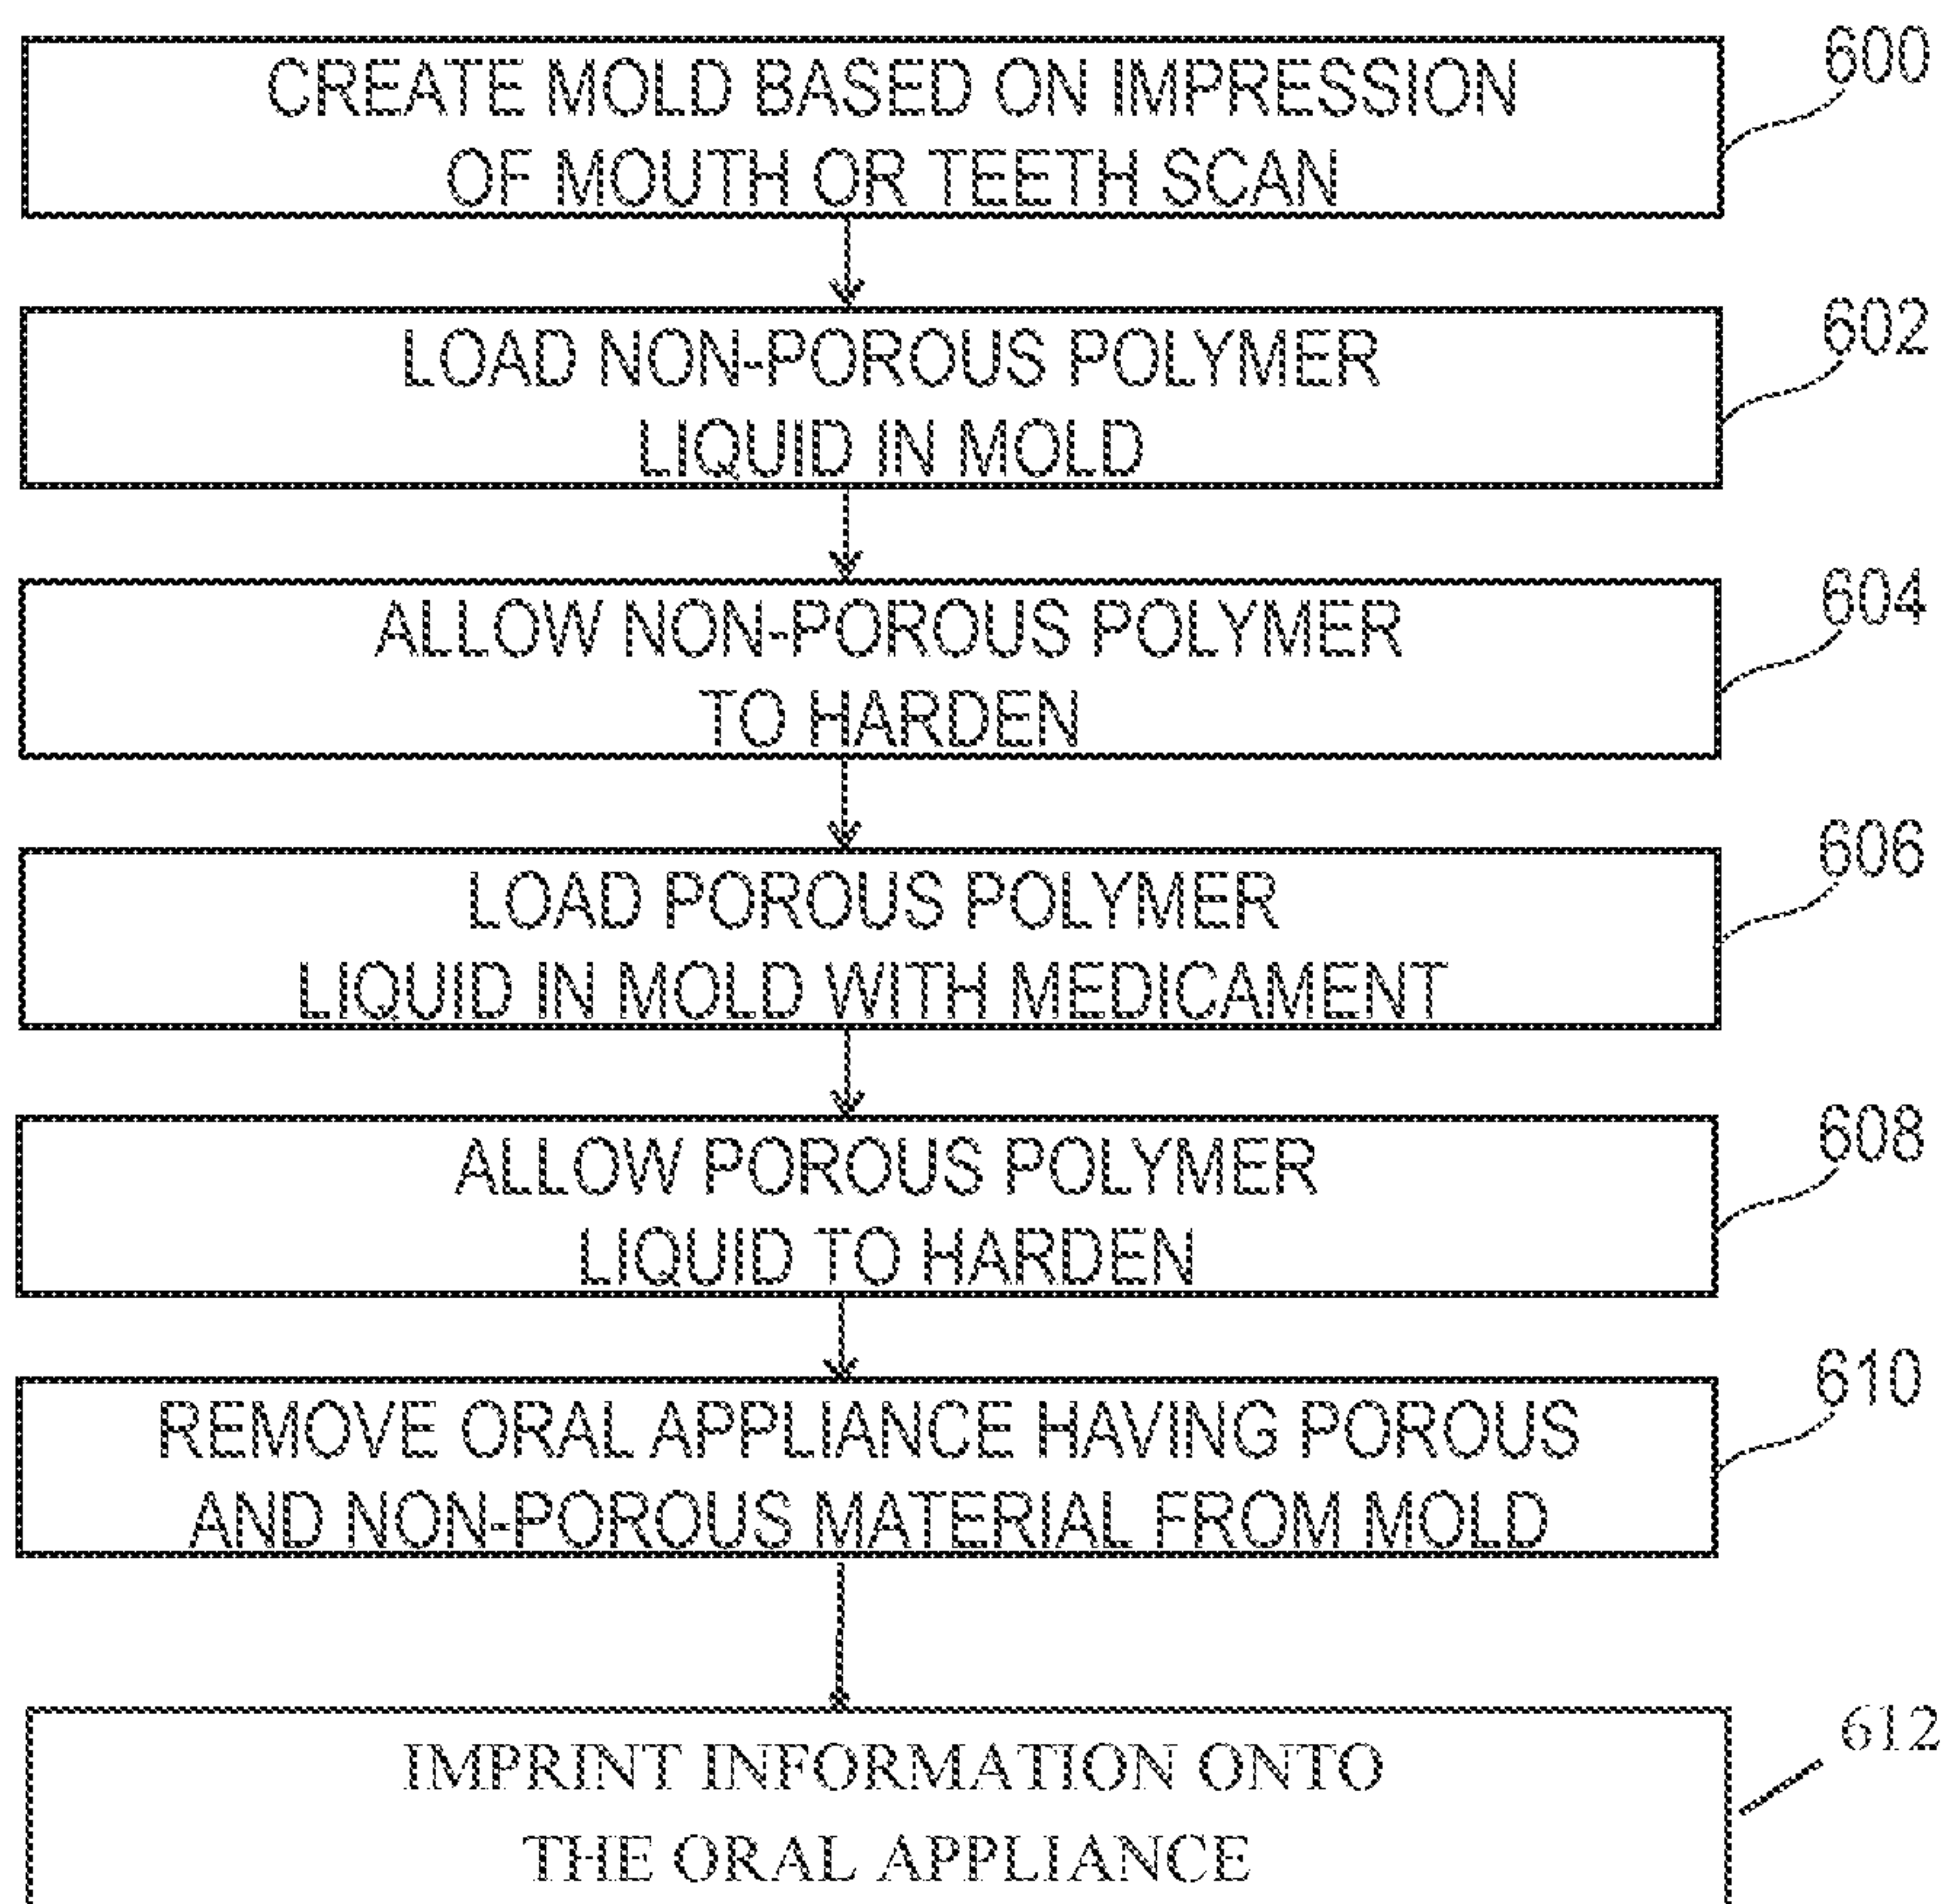 CREATE MOLD BASED ON IMPRESSION
OF MOUTH OR TEETH SCAN
600
LOAD NON-POROUS POLYMER
LIQUID IN MOLD
602
ALLOW NON-POROUS POLYMER
TO HARDEN
604
LOAD POROUS POLYMER
LIQUID IN MOLD WITH MEDICAMENT
606
ALLOW POROUS POLYMER
LIQUID TO HARDEN
608
REMOVE ORAL APPLIANCE HAVING POROUS
AND NON-POROUS MATERIAL FROM MOLD
610
IMPRINT INFORMATION ONTO
THE ORAL APPLIANCE
612